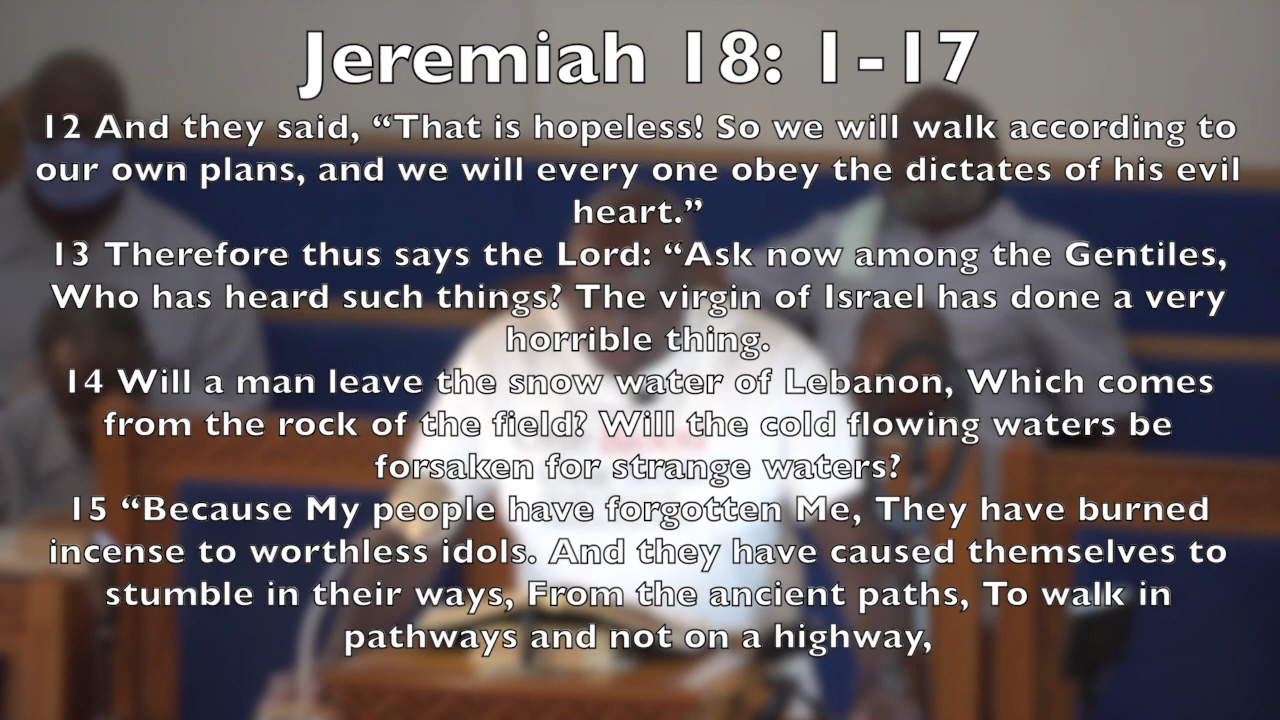 Jeremiah 18: 1-17
12 And they said, “That is hopeless! So we will walk according to
our own plans, and we will every one obey the dictates of his evil
heart.”
13 Therefore thus says the Lord: “Ask now among the Gentiles,
Who has heard such things? The virgin of Israel has done a very
horrible thing.
14 Will a man leave the snow water of Lebanon, Which comes
from the rock of the field? Will the cold flowing waters be
forsaken for strange waters?
15 “Because My people have forgotten Me, They have burned
incense to worthless idols. And they have caused themselves to
stumble in their ways, From the ancient paths, To walk in
pathways and not on a highway,